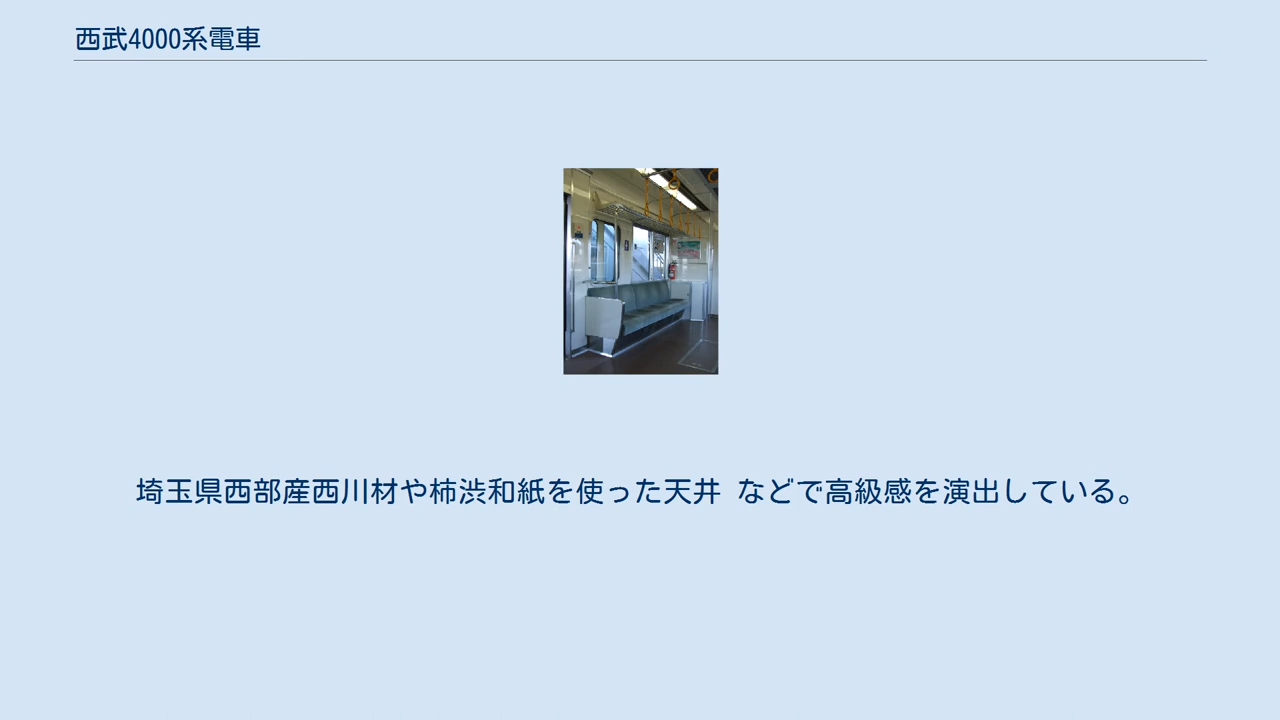 西武4000系電車
埼玉県西部産西川材や柿渋和紙を使った天井 などで高級感を演出している。